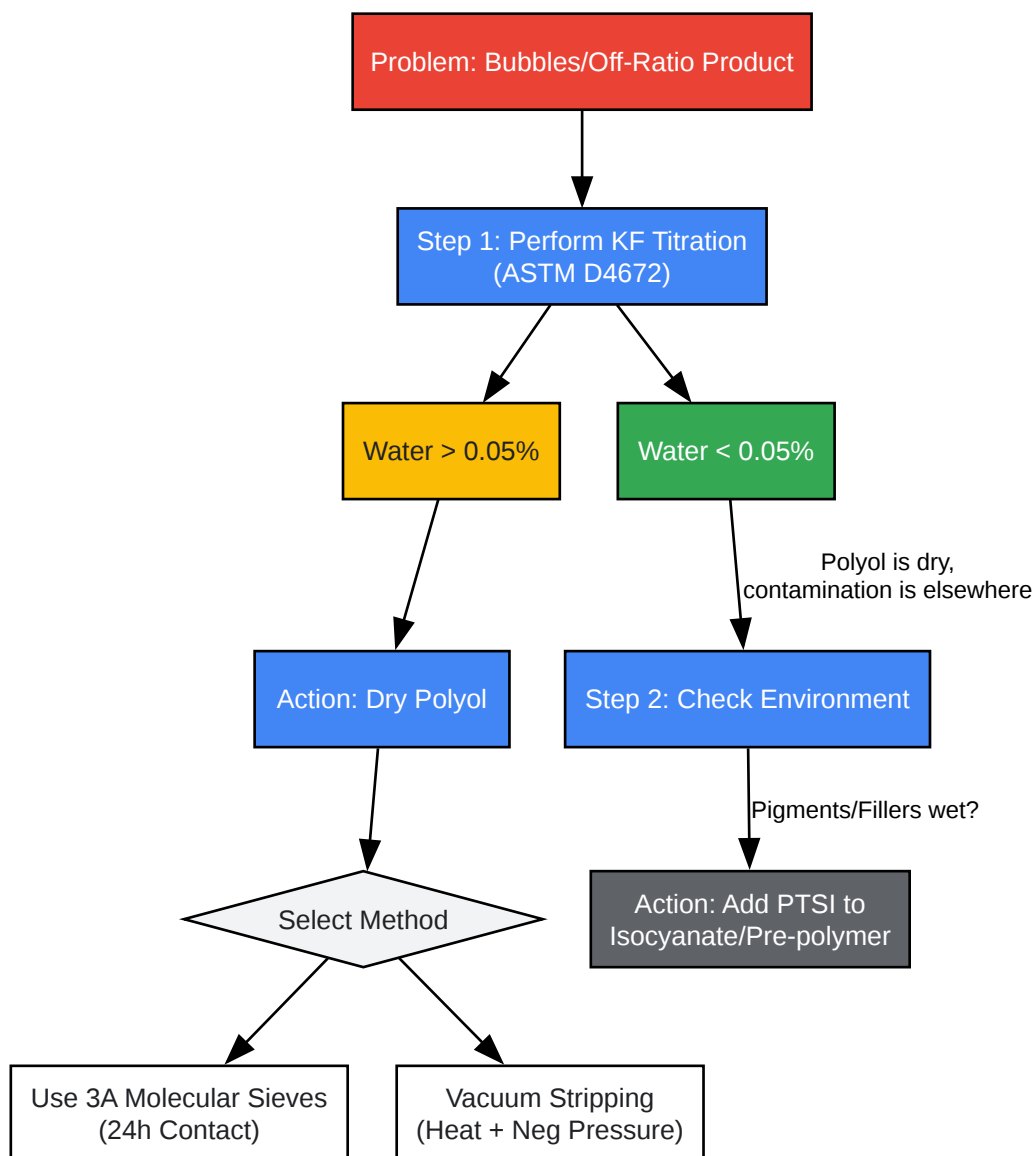 Problem: Bubbles/Off-Ratio Product
Step 1: Perform KF Titration
(ASTM D4672)
Water > 0.05%
Water < 0.05%
Polyol is dry,
contamination is elsewhere
Action: Dry Polyol
Step 2: Check Environment
Pigments/Fillers wet?
Select Method
Action: Add PTSI to
Isocyanate/Pre-polymer
Use 3A Molecular Sieves
(24h Contact)
Vacuum Stripping
(Heat + Neg Pressure)